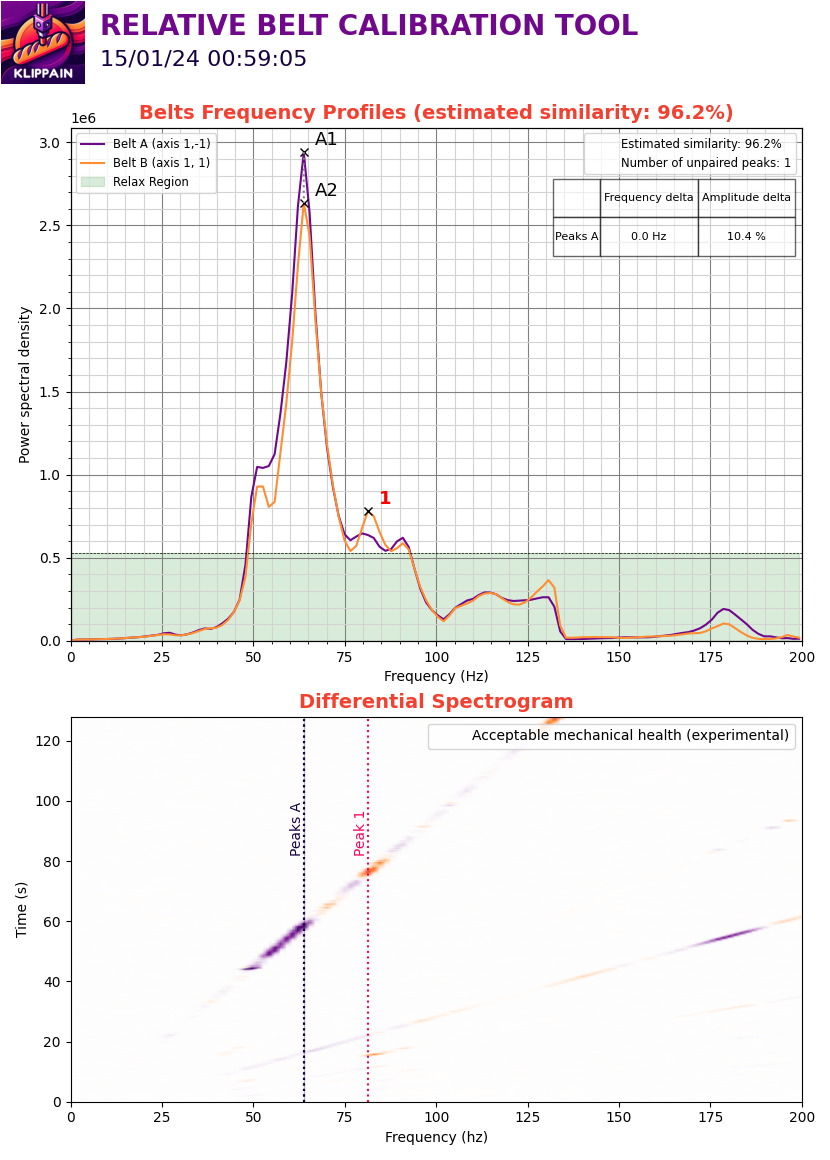 KLIPPAIN
RELATIVE BELT CALIBRATION TOOL
15/01/24 00:59:05
Belts Frequency Profiles (estimated similarity: 96.2%)
1e6
Belt A (axis 1,-1)
Belt B (axis 1, 1)
Relax Region
A1
A2
1
Estimated similarity: 96.2%
Number of unpaired peaks: 1
Frequency delta Amplitude delta
Peaks A 0.0 Hz 10.4 %
Power spectral density
3.0
2.5
2.0
1.5
1.0
0.5
0.0
0 25 50 75 100 125 150 175 200
Frequency (Hz)
Differential Spectrogram
Acceptable mechanical health (experimental)
Peaks A
Peak 1
Time (s)
120
100
80
60
40
20
0
0 25 50 75 100 125 150 175 200
Frequency (hz)